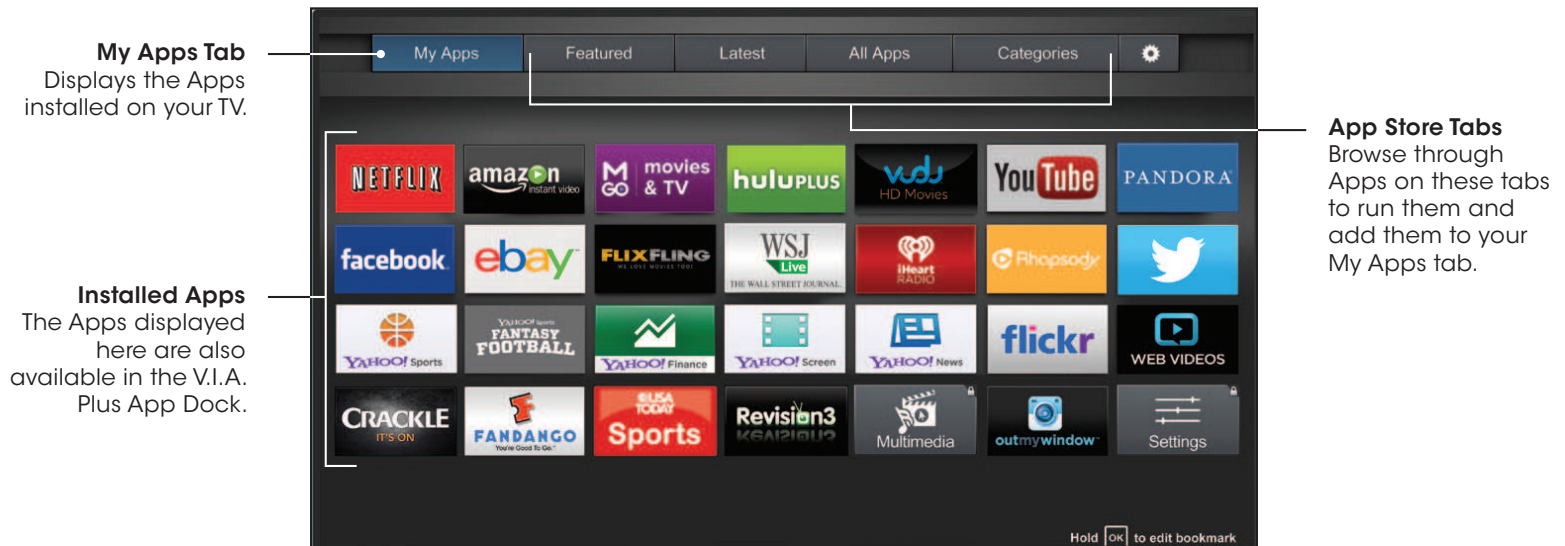 My Apps Tab
Displays the Apps
installed on your TV.
Installed Apps
The Apps displayed
here are also
available in the V.I.A.
Plus App Dock.
My Apps Featured Latest All Apps Categories
NETFLIX
amazon
instant video
M GO movies & TV
huluPLUS
vudu
HD Movies
You Tube
PANDORA
facebook
ebay
FLIXFLING
WE LOVE MOVIES TOO!
WSJ
Live
THE WALL STREET JOURNAL.
iHeart
RADIO
Rhapsody
YAHOO! Sports
YAHOO! Sports
FANTASY
FOOTBALL
YAHOO! Finance
YAHOO! Screen
YAHOO! News
flickr
WEB VIDEOS
CRACKLE
IT'S ON
FANDANGO
You're Good To Go.™
USA
TODAY
Sports
Revision3
Multimedia
outmywindow™
Settings
Hold OK to edit bookmark
App Store Tabs
Browse through
Apps on these tabs
to run them and
add them to your
My Apps tab.